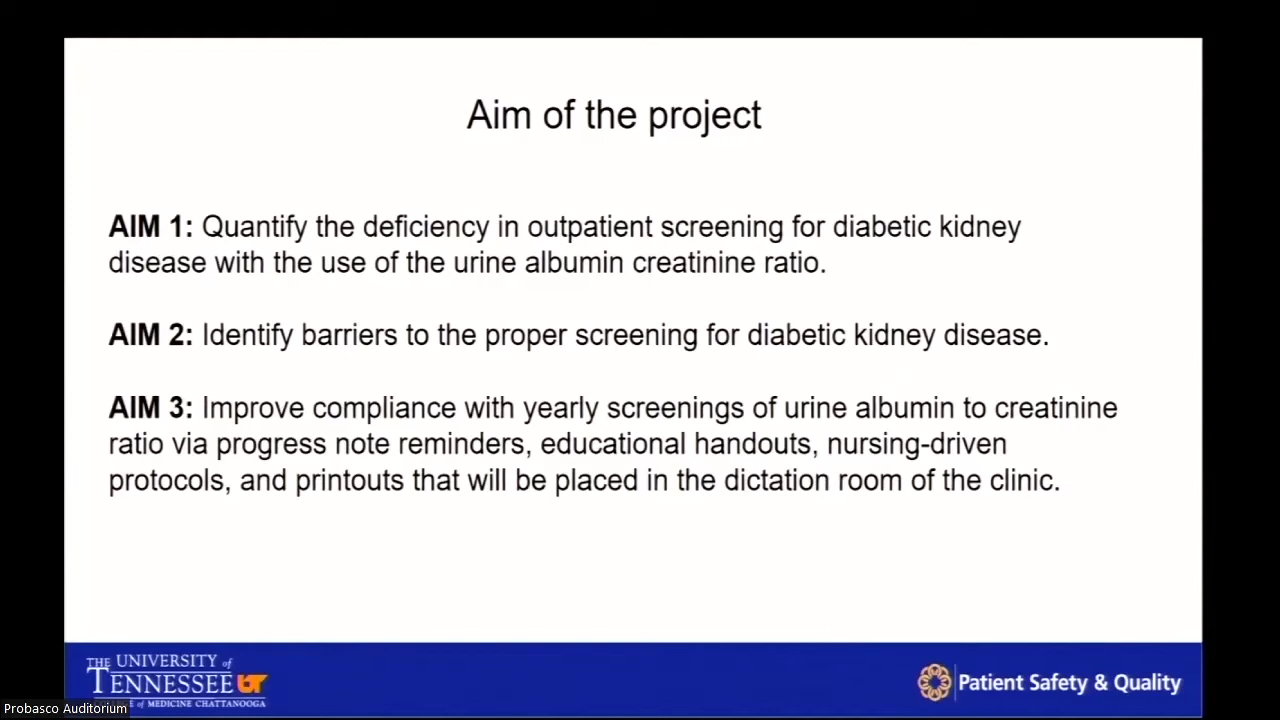 Aim of the project
AIM 1: Quantify the deficiency in outpatient screening for diabetic kidney
disease with the use of the urine albumin creatinine ratio.
AIM 2: Identify barriers to the proper screening for diabetic kidney disease.
AIM 3: Improve compliance with yearly screenings of urine albumin to creatinine
ratio via progress note reminders, educational handouts, nursing-driven
protocols, and printouts that will be placed in the dictation room of the clinic.
THE UNIVERSITY of
TENNESSEE UT
of MEDICINE CHATTANOOGA
Patient Safety & Quality
Probasco Auditorium